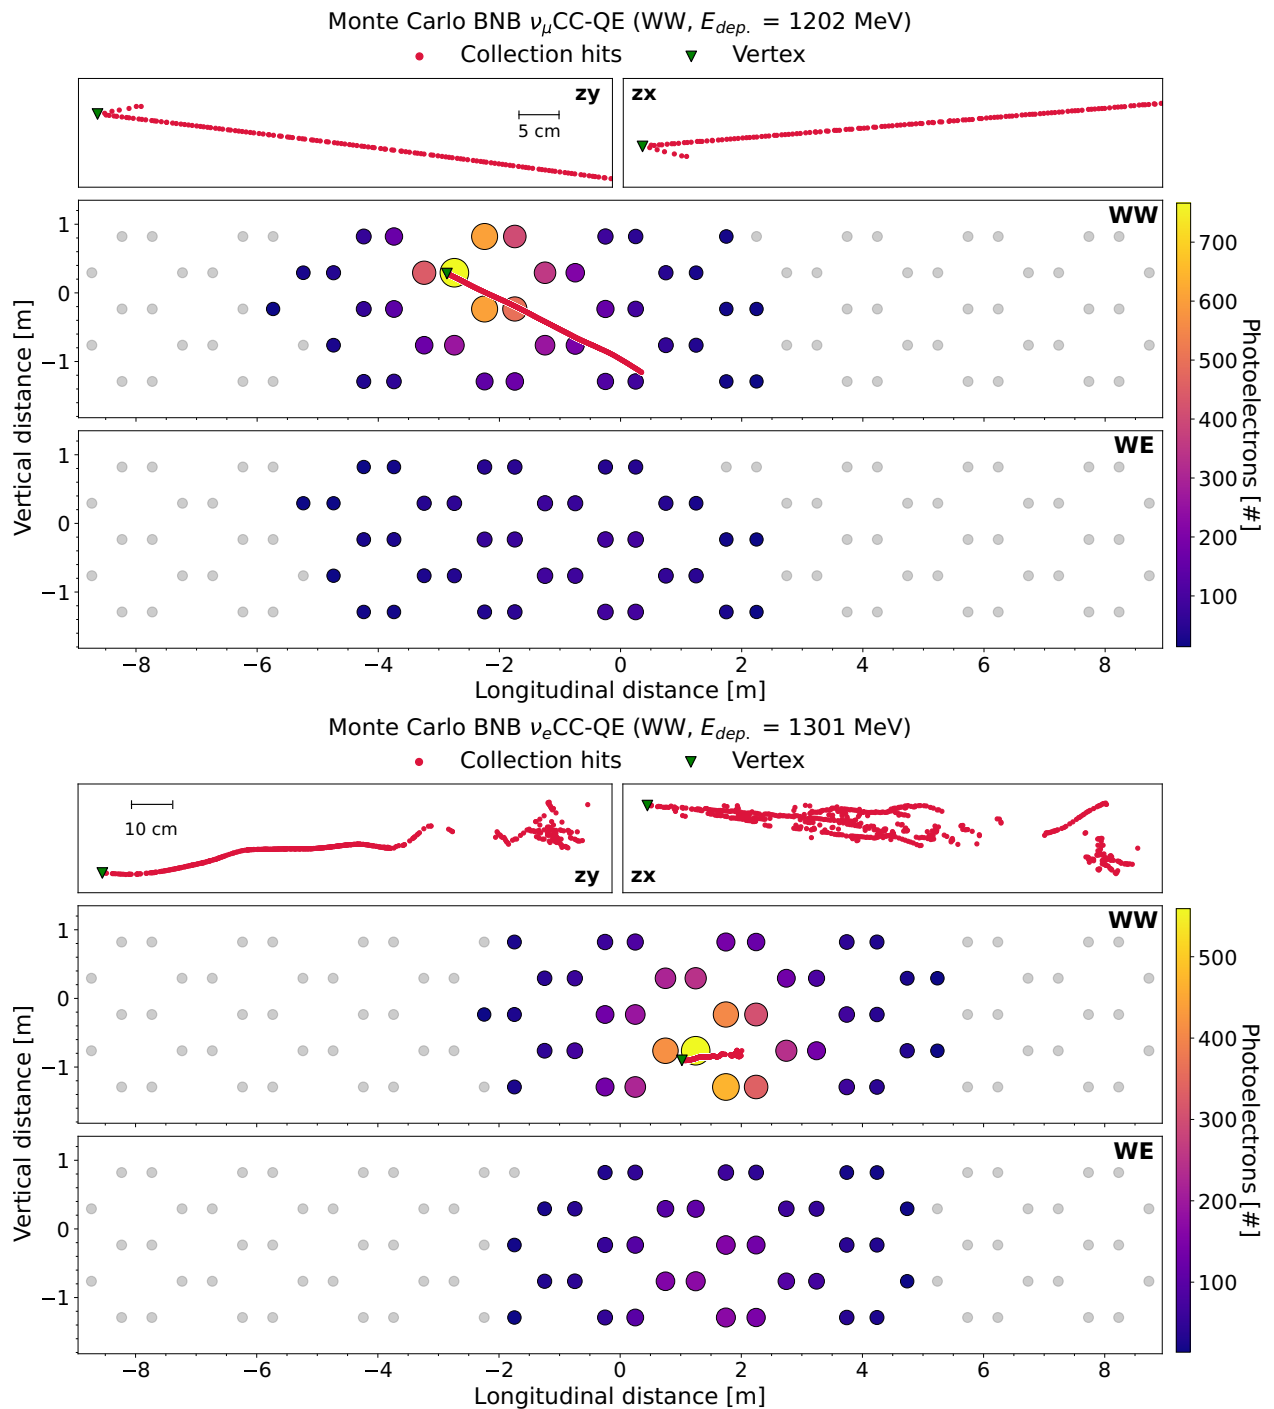 Monte Carlo BNB νμCC-QE (WW, Edep. = 1202 MeV)
Collection hits Vertex
zy
5 cm
zx
WW
1
0
−1
WE
1
0
−1
Vertical distance [m]
−8 −6 −4 −2 0 2 4 6 8
Longitudinal distance [m]
700
600
500
400
300
200
100
Photoelectrons [#]
Monte Carlo BNB νeCC-QE (WW, Edep. = 1301 MeV)
Collection hits Vertex
10 cm
zy
zx
WW
1
0
−1
WE
1
0
−1
Vertical distance [m]
−8 −6 −4 −2 0 2 4 6 8
Longitudinal distance [m]
500
400
300
200
100
Photoelectrons [#]